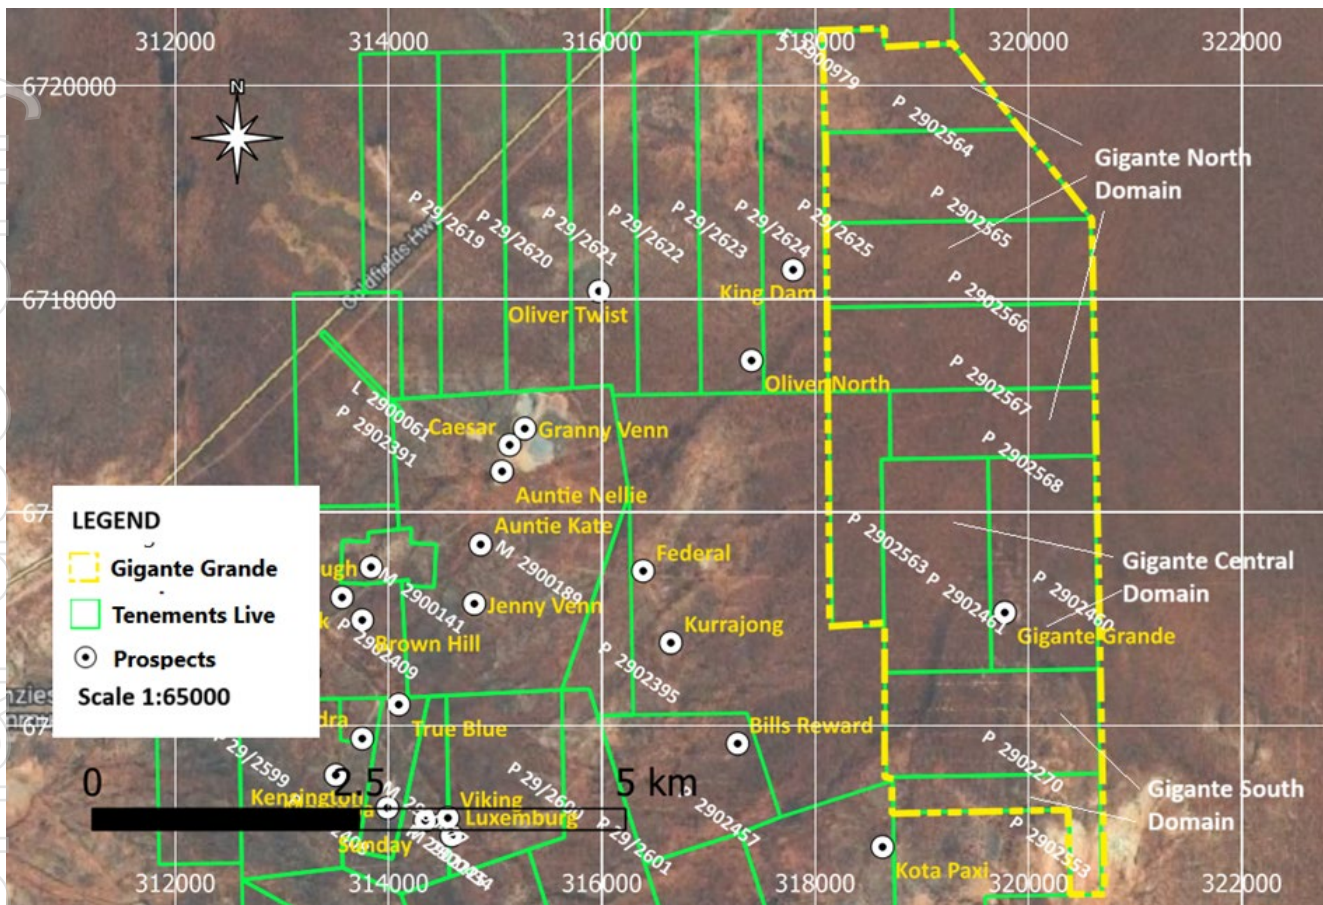 312000 314000 316000 318000 320000 322000
E 2900979
6720000
N
P 2902564
Gigante North
Domain
P 29/2619
P 29/2620
P 29/2621
P 29/2622
P 29/2623
P 29/2624
P 29/2625
P 2902565
Goldfields Hwy
6718000
King Dam
Oliver Twist
P 2902566
Oliver North
P 2902567
L 2900061
P 2902391
Caesar
Granny Venn
P 2902568
Auntie Nellie
LEGEND
Gigante Grande
Tenements Live
Prospects
Scale 1:65000
Auntie Kate
M 2900189
P 2902563
Federal
Gigante Central
Domain
M 2900141
Jenny Venn
P 2902461
P 2902460
Kurrajong
Gigante Grande
Brown Hill
P 2902409
P 2902395
True Blue
Bills Reward
P 29/2599
P 2902270
0 2.5 5 km
Gigante South
Domain
Kennington
Viking
Luxemburg
P 29/2600
P 2902457
Sunday
P 29/2601
P 2902553
Kota Paxi
312000 314000 316000 318000 320000 322000